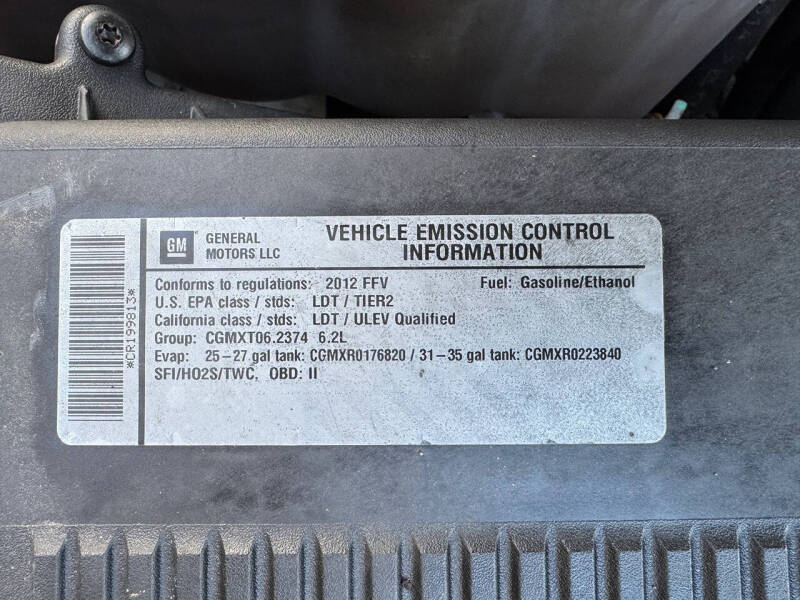 GM GENERAL MOTORS LLC
VEHICLE EMISSION CONTROL
INFORMATION
Conforms to regulations: 2012 FFV Fuel: Gasoline/Ethanol
U.S. EPA class / stds: LDT / TIER2
California class / stds: LDT / ULEV Qualified
Group: CGMXT06.2374 6.2L
Evap: 25-27 gal tank: CGMXR0176820 / 31-35 gal tank: CGMXR0223840
SFI/HO2S/TWC, OBD: II
*CR199813*